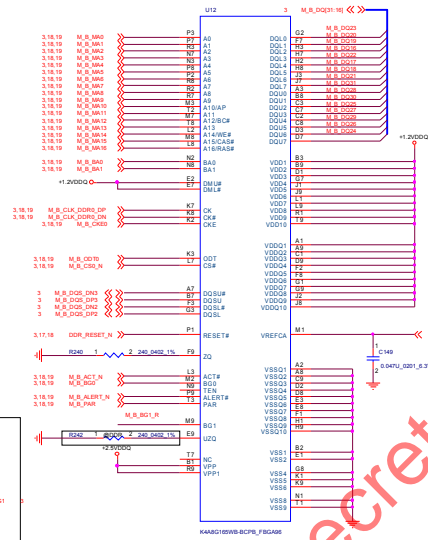 U12
3 M_B_DQ[31:16]
3,18,19 M_B_MA0 P3 A0
3,18,19 M_B_MA1 P7 A1
3,18,19 M_B_MA2 R3 A2
3,18,19 M_B_MA3 N7 A3
3,18,19 M_B_MA4 N3 A4
3,18,19 M_B_MA5 P8 A5
3,18,19 M_B_MA6 P2 A6
3,18,19 M_B_MA7 R8 A7
3,18,19 M_B_MA8 R2 A8
3,18,19 M_B_MA9 R7 A9
3,18,19 M_B_MA10 M3 A10/AP
3,18,19 M_B_MA11 T2 A11
3,18,19 M_B_MA12 M7 A12/BC#
3,18,19 M_B_MA13 T8 A13
3,18,19 M_B_MA14 L2 A14/WE#
3,18,19 M_B_MA15 M8 A15/CAS#
3,18,19 M_B_MA16 L8 A16/RAS#
3,18,19 M_B_BA0 N2 BA0
3,18,19 M_B_BA1 N8 BA1
+1.2VDDQ
E2 DMU#
E7 DML#
3,18,19 M_B_CLK_DDR0_DP K7 CK
3,18,19 M_B_CLK_DDR0_DN K8 CK#
3,18,19 M_B_CKE0 K2 CKE
3,18,19 M_B_ODT0 K3 ODT
3,18,19 M_B_CS0_N L7 CS#
3 M_B_DQS_DN3 A7 DQSU#
3 M_B_DQS_DP3 B7 DQSU
3 M_B_DQS_DN2 F3 DQSL#
3 M_B_DQS_DP2 G3 DQSL
3,17,18 DDR_RESET_N P1 RESET#
R240 1 2 240_0402_1% F9 ZQ
3,18,19 M_B_ACT_N L3 ACT#
3,18,19 M_B_BG0 M2 BG0
N9 TEN
3,18,19 M_B_ALERT_N P9 ALERT#
3,18,19 M_B_PAR T3 PAR
M_B_BG1_R
M9 BG1
R242 1 @DDR 2 240_0402_1% E9 UZQ
+2.5VDDQ
T7 NC
B1 VPP
R9 VPP1
DQL0 G2 M_B_DQ23
DQL1 F7 M_B_DQ20
DQL2 H3 M_B_DQ19
DQL3 H7 M_B_DQ16
DQL4 H2 M_B_DQ22
DQL5 H8 M_B_DQ17
DQL6 J3 M_B_DQ18
DQL7 J7 M_B_DQ21
DQU0 A3 M_B_DQ31
DQU1 B8 M_B_DQ28
DQU2 C3 M_B_DQ30
DQU3 C7
DQU4 C2 M_B_DQ27
DQU5 C8
DQU6 D3
DQU7 D7 M_B_DQ24
+1.2VDDQ
VDD1 B3
VDD2 B9
VDD3 D1
VDD4 G7
VDD5 J1
VDD6 J9
VDD7 L1
VDD8 L9
VDD9 R1
VDD10 T9
VDDQ1 A1
VDDQ2 A9
VDDQ3 C1
VDDQ4 D9
VDDQ5 F2
VDDQ6 F8
VDDQ7 G1
VDDQ8 G9
VDDQ9 J2
VDDQ10 J8
VREFCA M1
1
C149
0.047U_0201_6.3
2
VSSQ1 A2
VSSQ2 A8
VSSQ3 C9
VSSQ4 D2
VSSQ5 D8
VSSQ6 E3
VSSQ7 E8
VSSQ8 F1
VSSQ9 H1
VSSQ10 H9
VSS1 B2
VSS2 E1
VSS4 G8
VSS5 K1
VSS6 K9
VSS8 N1
VSS9 T1
K4A8G165WB-BCPB_FBGA96
ecret